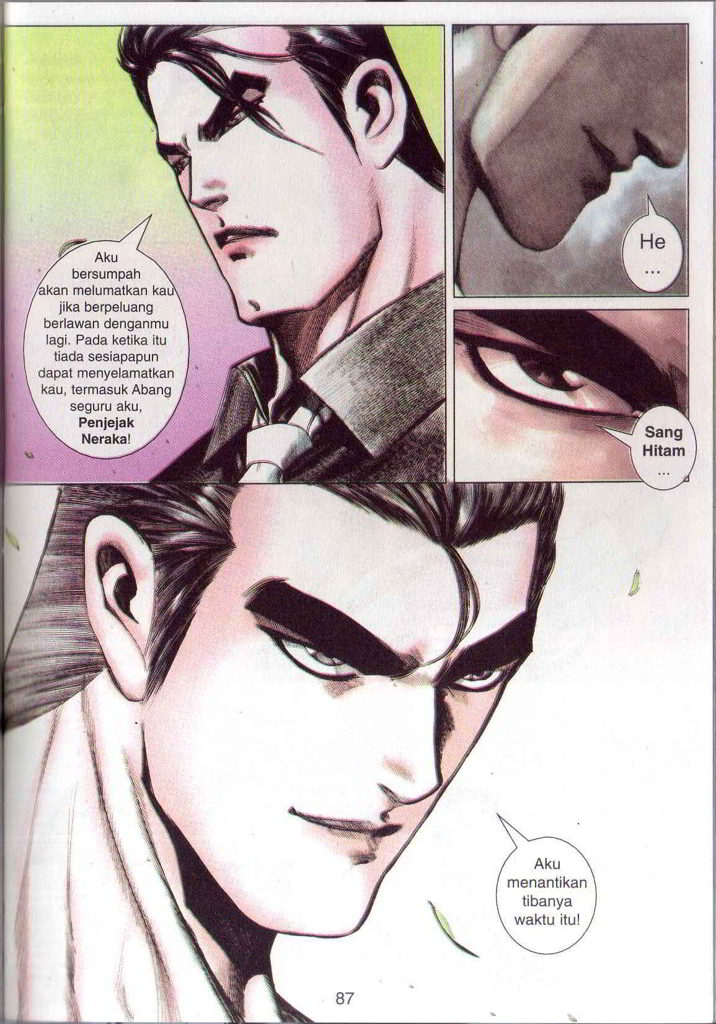 Aku
bersumpah
akan melumatkan kau
jika berpeluang
berlawan denganmu
lagi. Pada ketika itu
tiada sesiapapun
dapat menyelamatkan
kau, termasuk Abang
seguru aku,
Penjejak
Neraka!
He
...
Sang
Hitam
...
Aku
menantikan
tibanya
waktu itu!
87